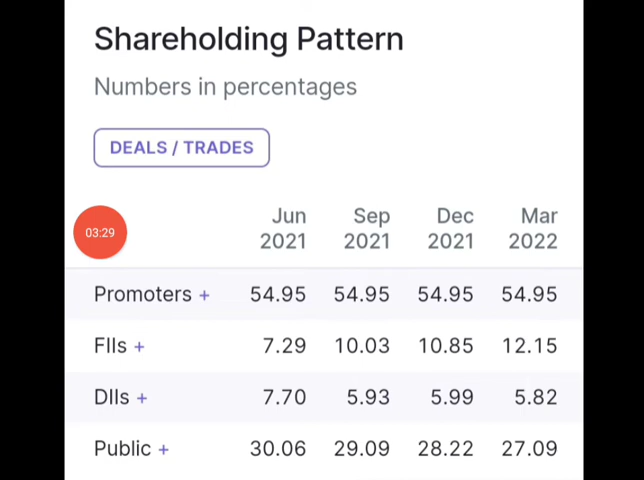 Shareholding Pattern
Numbers in percentages
DEALS / TRADES
03:29
Jun Sep Dec Mar
2021 2021 2021 2022
Promoters + 54.95 54.95 54.95 54.95
FIIs + 7.29 10.03 10.85 12.15
DIIs + 7.70 5.93 5.99 5.82
Public + 30.06 29.09 28.22 27.09